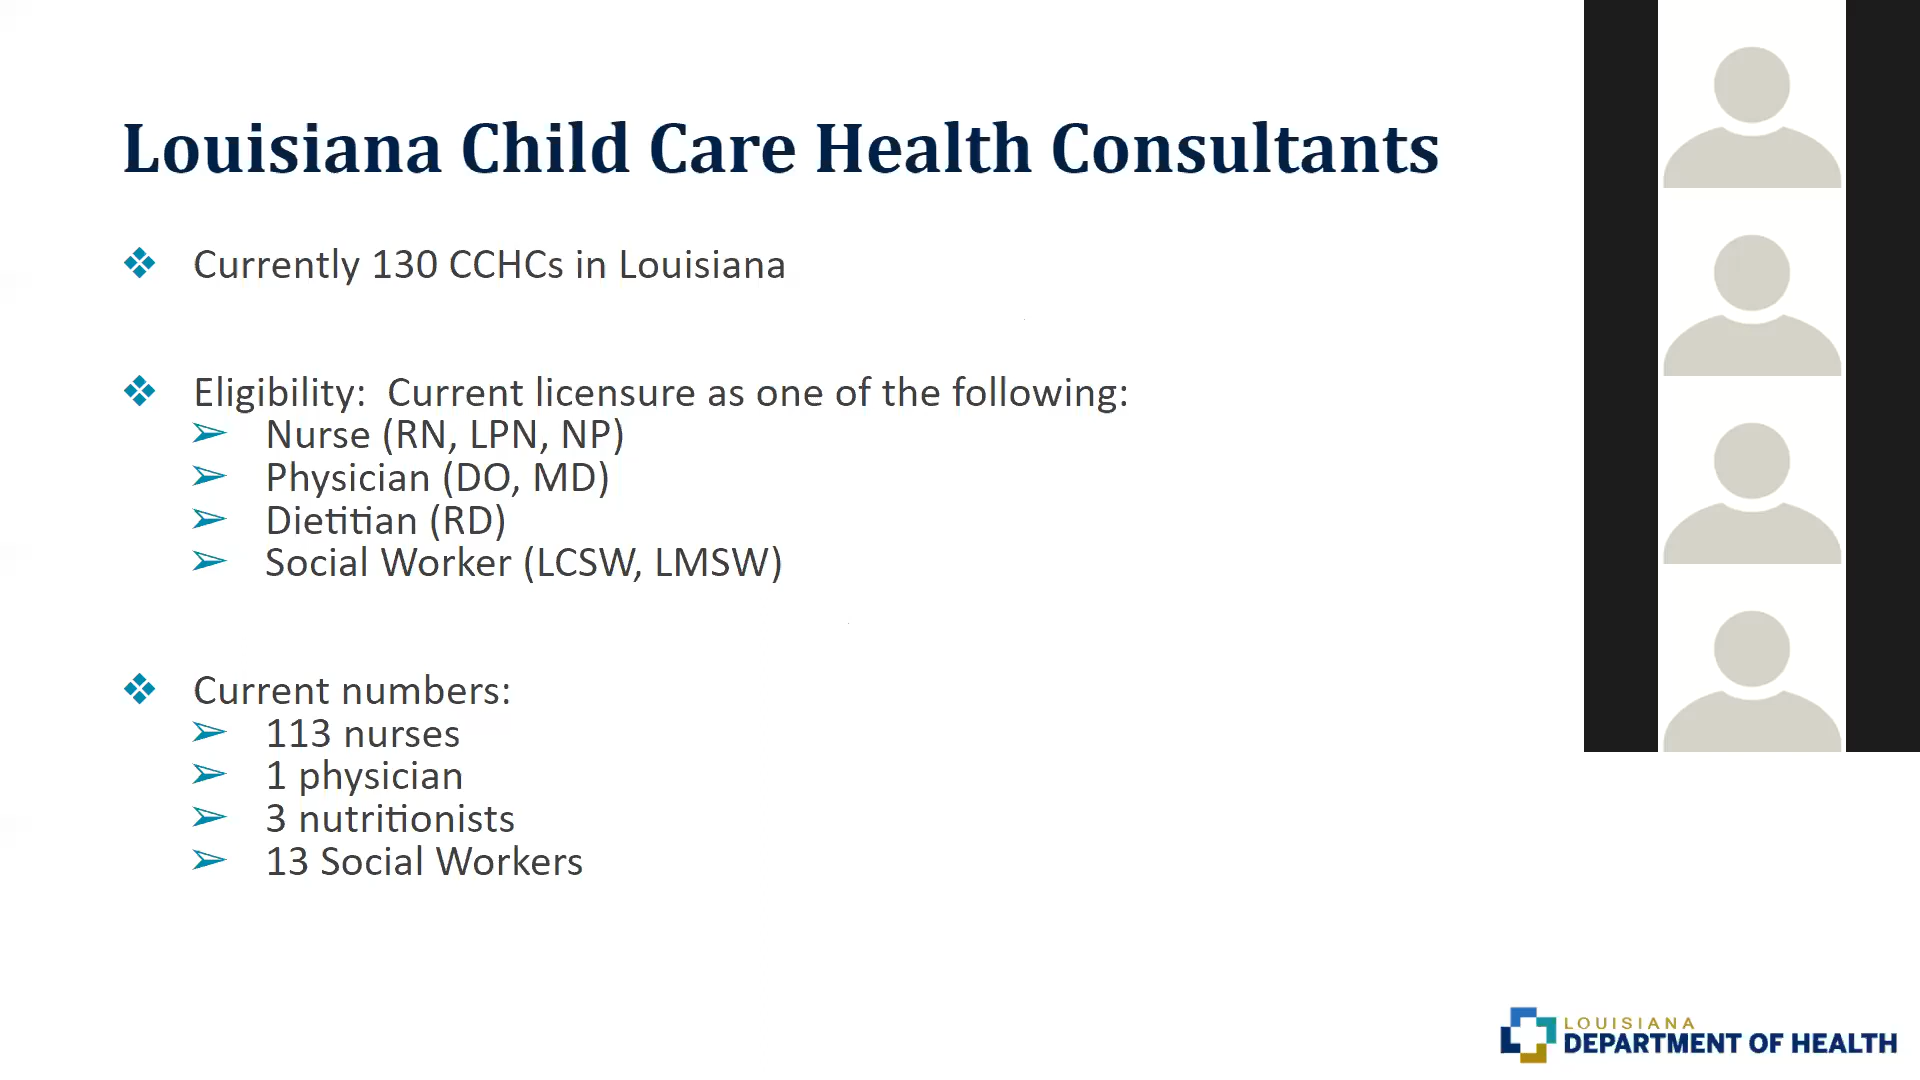 Louisiana Child Care Health Consultants
❖ Currently 130 CCHCs in Louisiana
❖ Eligibility:  Current licensure as one of the following:
➢ Nurse (RN, LPN, NP)
➢ Physician (DO, MD)
➢ Dietitian (RD)
➢ Social Worker (LCSW, LMSW)
❖ Current numbers:
➢ 113 nurses
➢ 1 physician
➢ 3 nutritionists
➢ 13 Social Workers
LOUISIANA
DEPARTMENT OF HEALTH